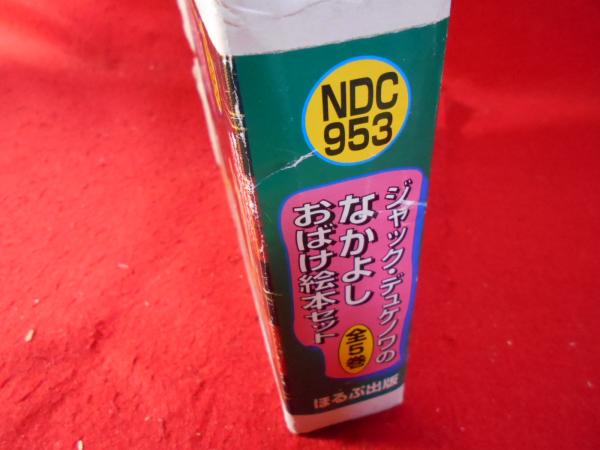 NDC
953
ジャック・デュケノワの
なかよし
おばけ絵本セット
全5巻
ほるぷ出版